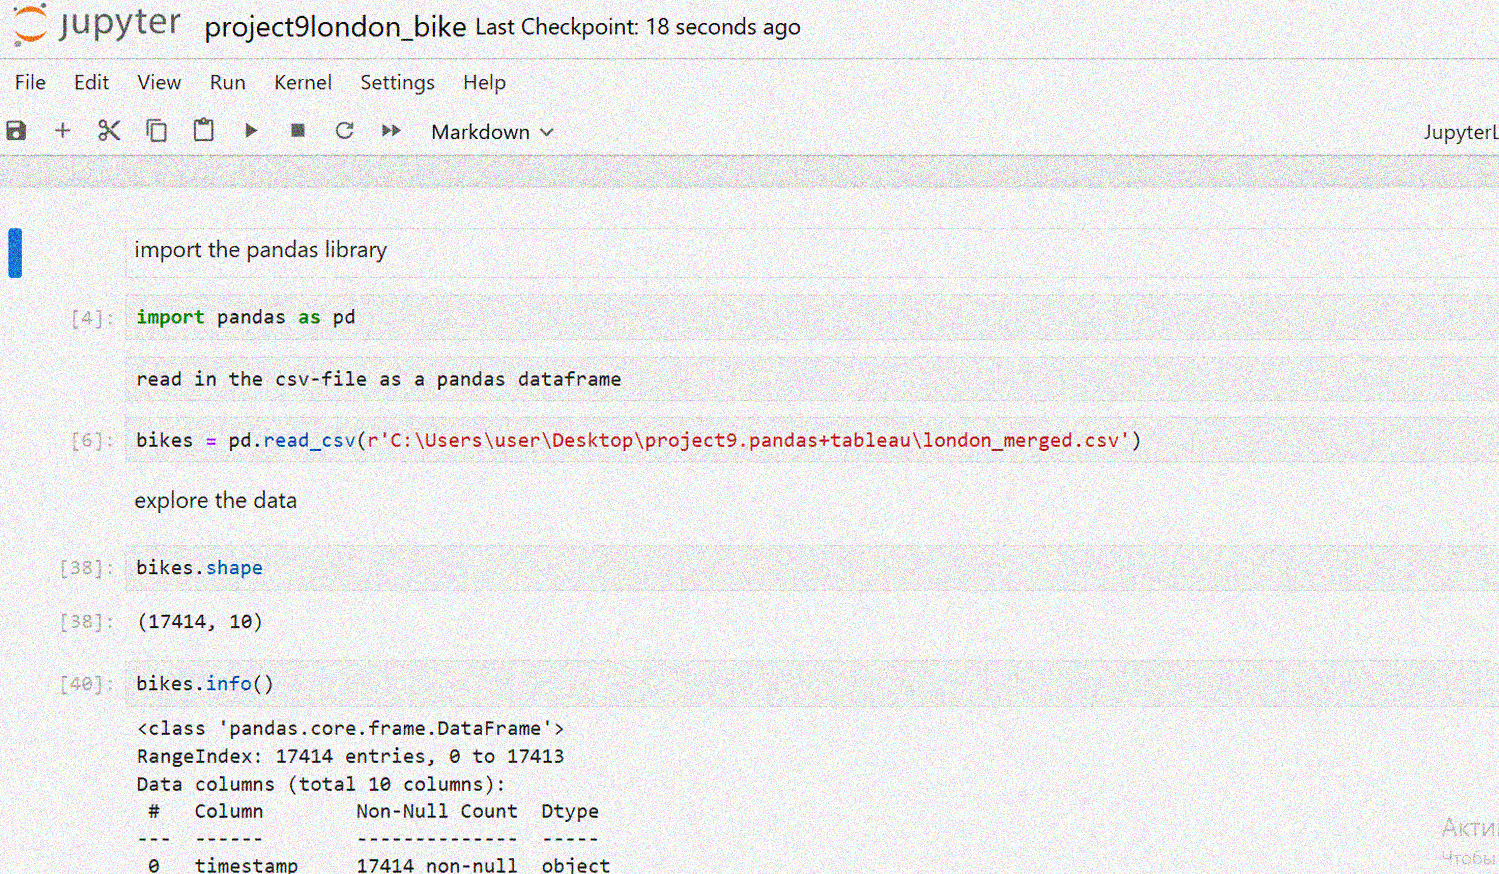 jupyter project9london_bike Last Checkpoint: 18 seconds ago
File Edit View Run Kernel Settings Help
Markdown JupyterL
import the pandas library
[4]: import pandas as pd
read in the csv-file as a pandas dataframe
[6]: bikes = pd.read_csv(r'C:\Users\user\Desktop\project9.pandas+tableau\london_merged.csv')
explore the data
[38]: bikes.shape
[38]: (17414, 10)
[40]: bikes.info()
<class 'pandas.core.frame.DataFrame'>
RangeIndex: 17414 entries, 0 to 17413
Data columns (total 10 columns):
# Column Non-Null Count Dtype
--- ------ -------------- -----
0 timestamp 17414 non-null object
Акти
Чтобы